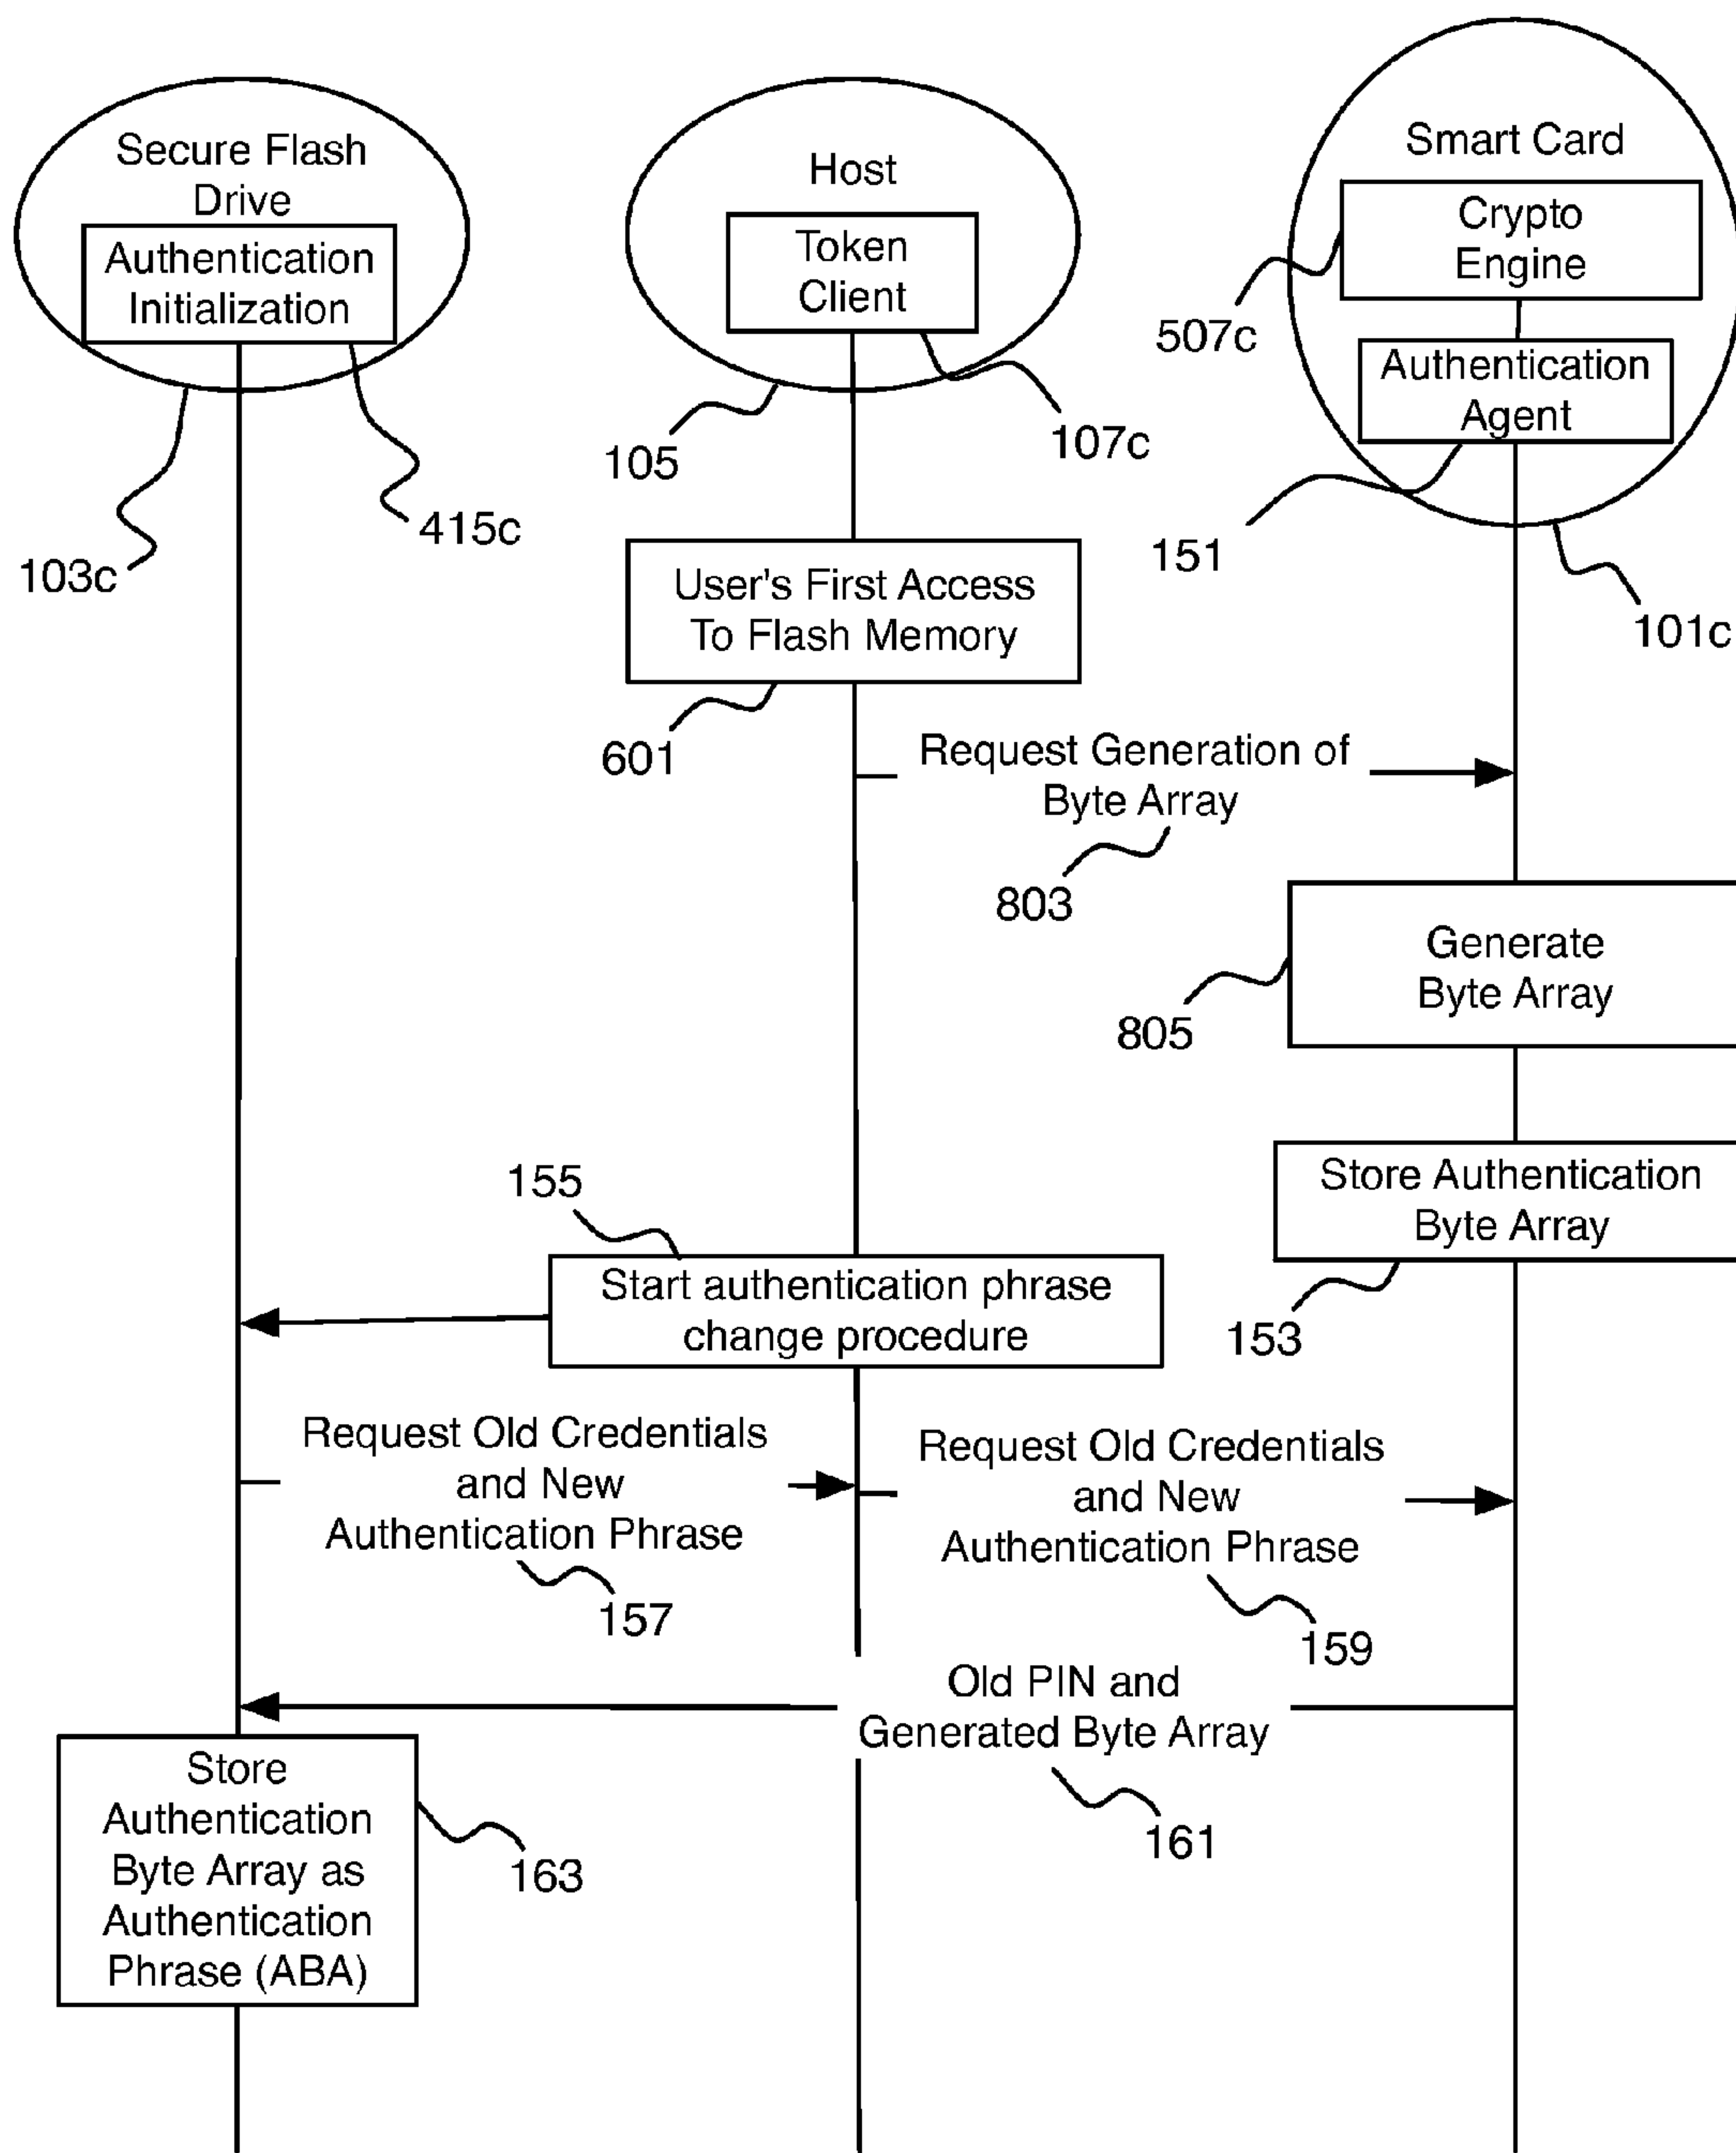 Secure Flash
Drive
Authentication
Initialization
Host
Token
Client
Smart Card
Crypto
Engine
Authentication
Agent
507c
105
107c
415c
103c
151
101c
User's First Access
To Flash Memory
601
Request Generation of
Byte Array
803
Generate
Byte Array
805
Store Authentication
Byte Array
153
155
Start authentication phrase
change procedure
Request Old Credentials
and New
Authentication Phrase
157
Request Old Credentials
and New
Authentication Phrase
159
Old PIN and
Generated Byte Array
161
Store
Authentication
Byte Array as
Authentication
Phrase (ABA)
163